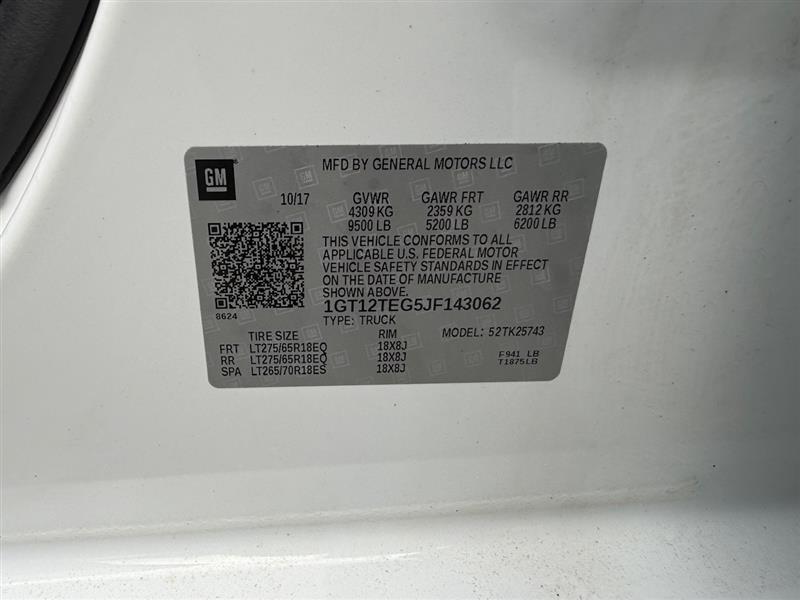 GM
MFD BY GENERAL MOTORS LLC
10/17 GVWR GAWR FRT GAWR RR
4309 KG 2359 KG 2812 KG
9500 LB 5200 LB 6200 LB
THIS VEHICLE CONFORMS TO ALL
APPLICABLE U.S. FEDERAL MOTOR
VEHICLE SAFETY STANDARDS IN EFFECT
ON THE DATE OF MANUFACTURE
SHOWN ABOVE.
8624
1GT12TEG5JF143062
TYPE: TRUCK MODEL: 52TK25743
TIRE SIZE RIM
FRT LT275/65R18EQ 18X8J F941 LB
RR LT275/65R18EQ 18X8J T1875LB
SPA LT265/70R18ES 18X8J